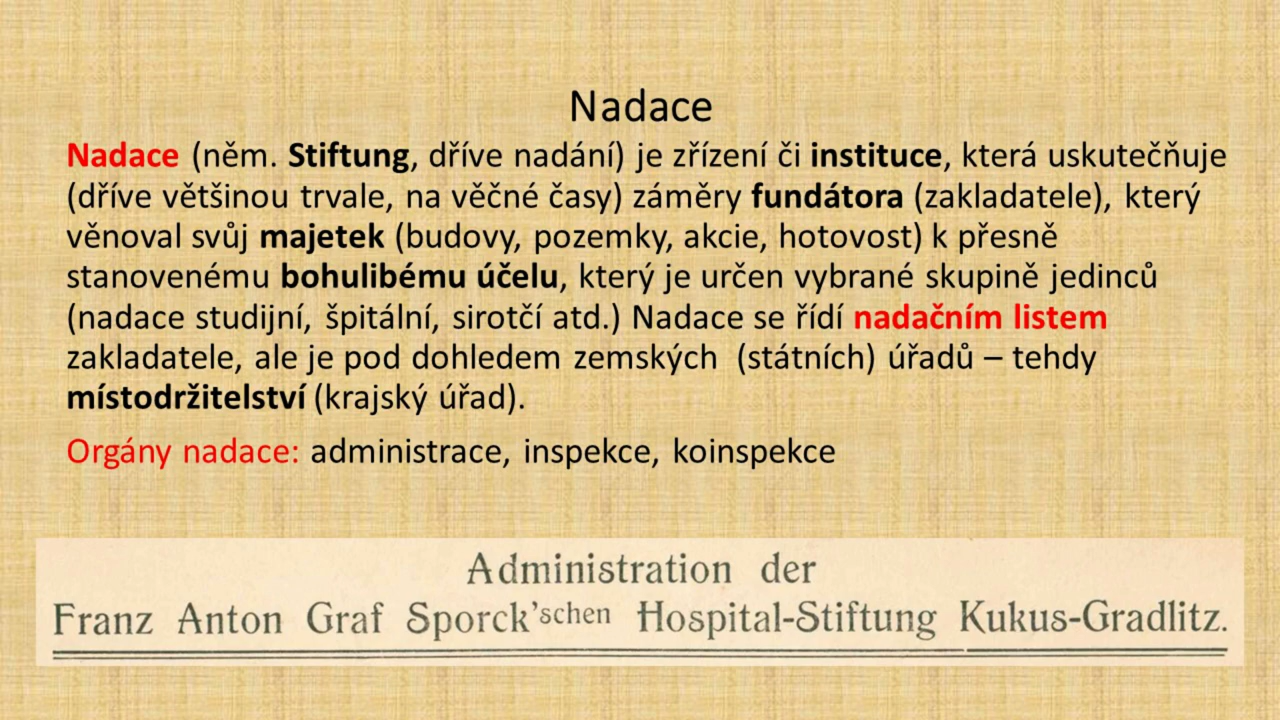 Nadace
Nadace (něm. Stiftung, dříve nadání) je zřízení či instituce, která uskutečňuje
(dříve většinou trvale, na věčné časy) záměry fundátora (zakladatele), který
věnoval svůj majetek (budovy, pozemky, akcie, hotovost) k přesně
stanovenému bohulibému účelu, který je určen vybrané skupině jedinců
(nadace studijní, špitální, sirotčí atd.) Nadace se řídí nadačním listem
zakladatele, ale je pod dohledem zemských (státních) úřadů – tehdy
místodržitelství (krajský úřad).
Orgány nadace: administrace, inspekce, koinspekce
Administration der
Franz Anton Graf Sporck'schen Hospital-Stiftung Kukus-Gradlitz.